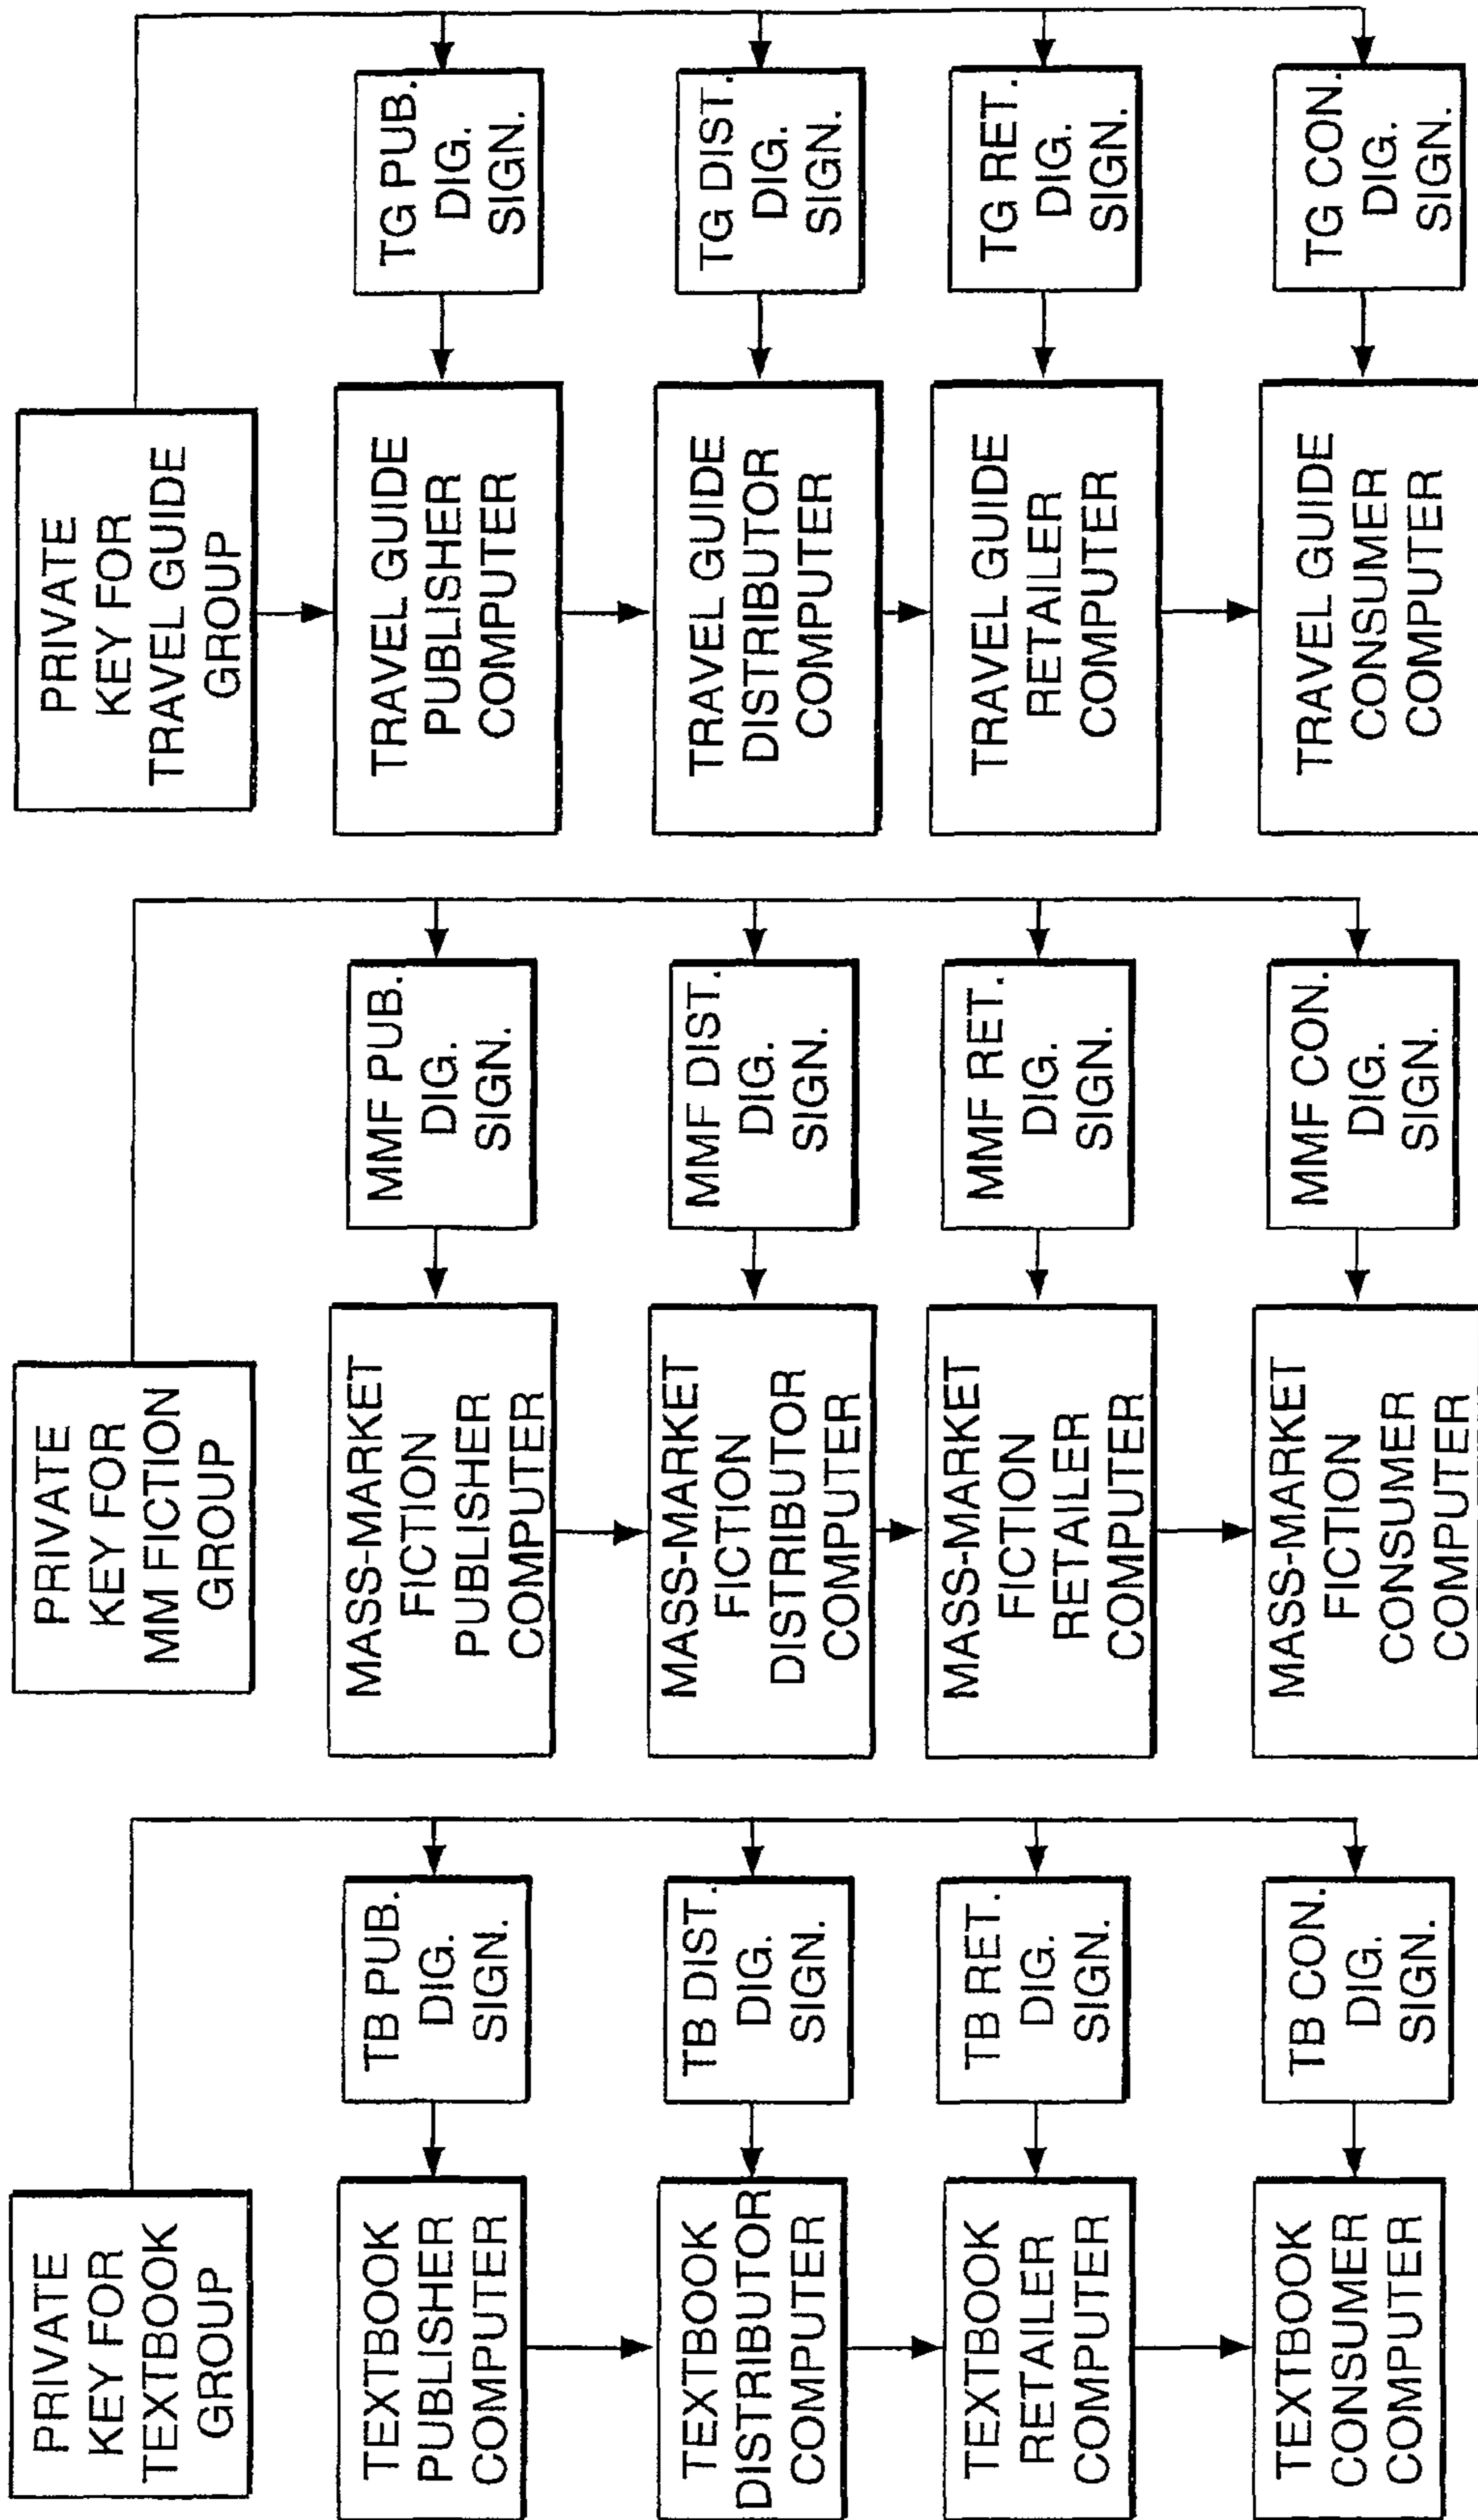 PRIVATE
KEY FOR
TEXTBOOK
GROUP
TEXTBOOK
PUBLISHER
COMPUTER
TB PUB.
DIG.
SIGN.
TEXTBOOK
DISTRIBUTOR
COMPUTER
TB DIST.
DIG.
SIGN.
TEXTBOOK
RETAILER
COMPUTER
TB RET.
DIG.
SIGN.
TEXTBOOK
CONSUMER
COMPUTER
TB CON.
DIG.
SIGN.
PRIVATE
KEY FOR
MM FICTION
GROUP
MASS-MARKET
FICTION
PUBLISHER
COMPUTER
MMF PUB.
DIG.
SIGN.
MASS-MARKET
FICTION
DISTRIBUTOR
COMPUTER
MMF DIST.
DIG.
SIGN.
MASS-MARKET
FICTION
RETAILER
COMPUTER
MMF RET.
DIG.
SIGN.
MASS-MARKET
FICTION
CONSUMER
COMPUTER
MMF CON.
DIG.
SIGN.
PRIVATE
KEY FOR
TRAVEL GUIDE
GROUP
TRAVEL GUIDE
PUBLISHER
COMPUTER
TG PUB.
DIG.
SIGN.
TRAVEL GUIDE
DISTRIBUTOR
COMPUTER
TG DIST.
DIG.
SIGN.
TRAVEL GUIDE
RETAILER
COMPUTER
TG RET.
DIG.
SIGN.
TRAVEL GUIDE
CONSUMER
COMPUTER
TG CON.
DIG.
SIGN.